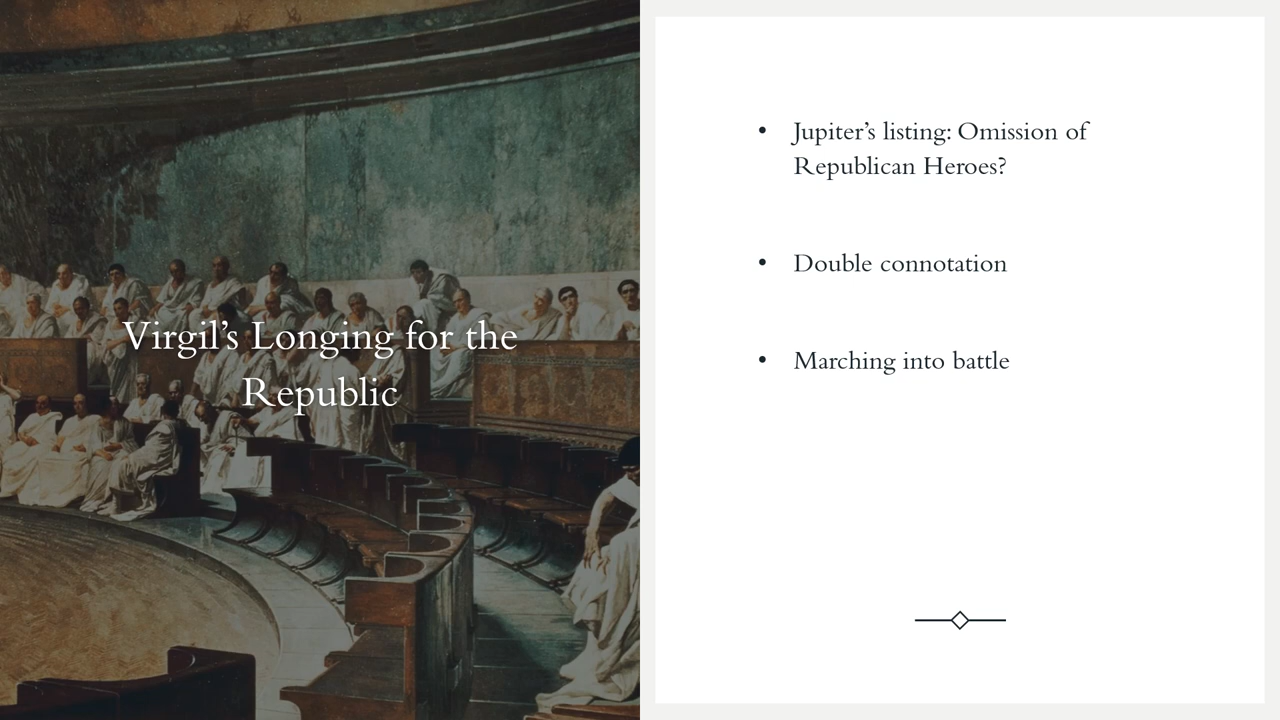 Virgil’s Longing for the
Republic
• Jupiter’s listing: Omission of
Republican Heroes?
• Double connotation
• Marching into battle